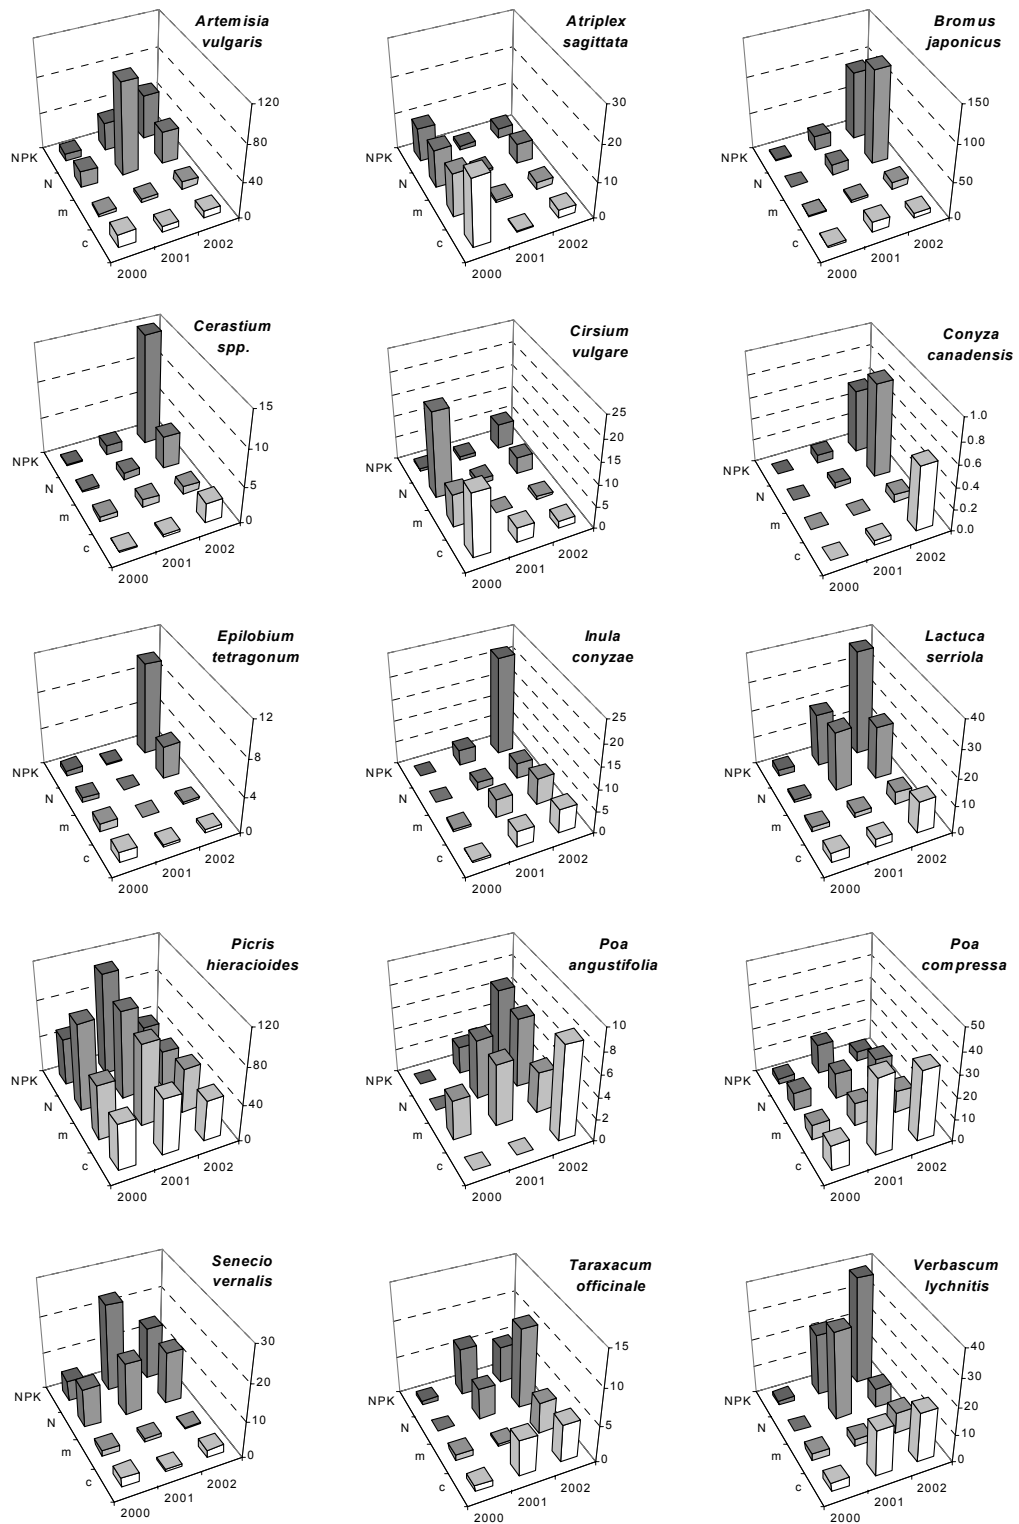 Artemisia
vulgaris
120
80
40
0
NPK
N
m
c
2000
2001
2002
Atriplex
sagittata
30
20
10
0
NPK
N
m
c
2000
2001
2002
Bromus
japonicus
150
100
50
0
NPK
N
m
c
2000
2001
2002
Cerastium
spp.
15
10
5
0
NPK
N
m
c
2000
2001
2002
Cirsium
vulgare
25
20
15
10
5
0
NPK
N
m
c
2000
2001
2002
Conyza
canadensis
1.0
0.8
0.6
0.4
0.2
0.0
NPK
N
m
c
2000
2001
2002
Epilobium
tetragonum
12
8
4
0
NPK
N
m
c
2000
2001
2002
Inula
conyzae
25
20
15
10
5
0
NPK
N
m
c
2000
2001
2002
Lactuca
serriola
40
30
20
10
0
NPK
N
m
c
2000
2001
2002
Picris
hieracioides
120
80
40
0
NPK
N
m
c
2000
2001
2002
Poa
angustifolia
10
8
6
4
2
0
NPK
N
m
c
2000
2001
2002
Poa
compressa
50
40
30
20
10
0
NPK
N
m
c
2000
2001
2002
Senecio
vernalis
30
20
10
0
NPK
N
m
c
2000
2001
2002
Taraxacum
officinale
15
10
5
0
NPK
N
m
c
2000
2001
2002
Verbascum
lychnitis
40
30
20
10
0
NPK
N
m
c
2000
2001
2002